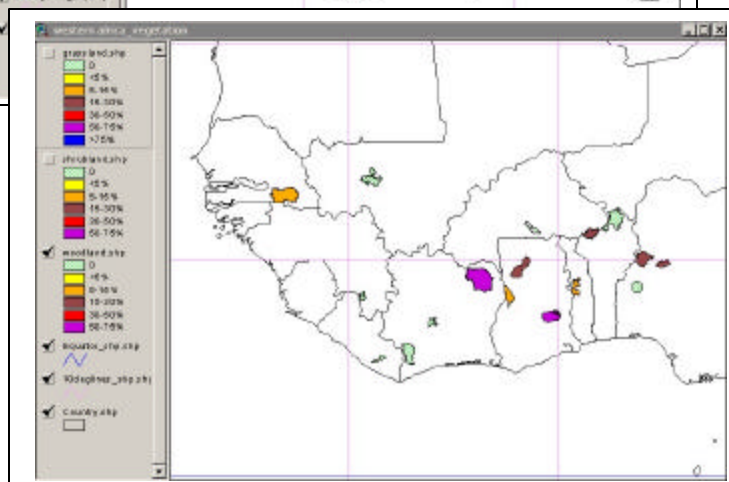 western africa_vegetation
grassland.shp
0
<5%
5-15%
15-30%
30-50%
50-75%
>75%
shrubland.shp
0
<5%
5-15%
15-30%
30-50%
50-75%
woodland.shp
0
<5%
5-15%
15-30%
30-50%
50-75%
Equator_shp.shp
10deglines_shp.shp
Country.shp